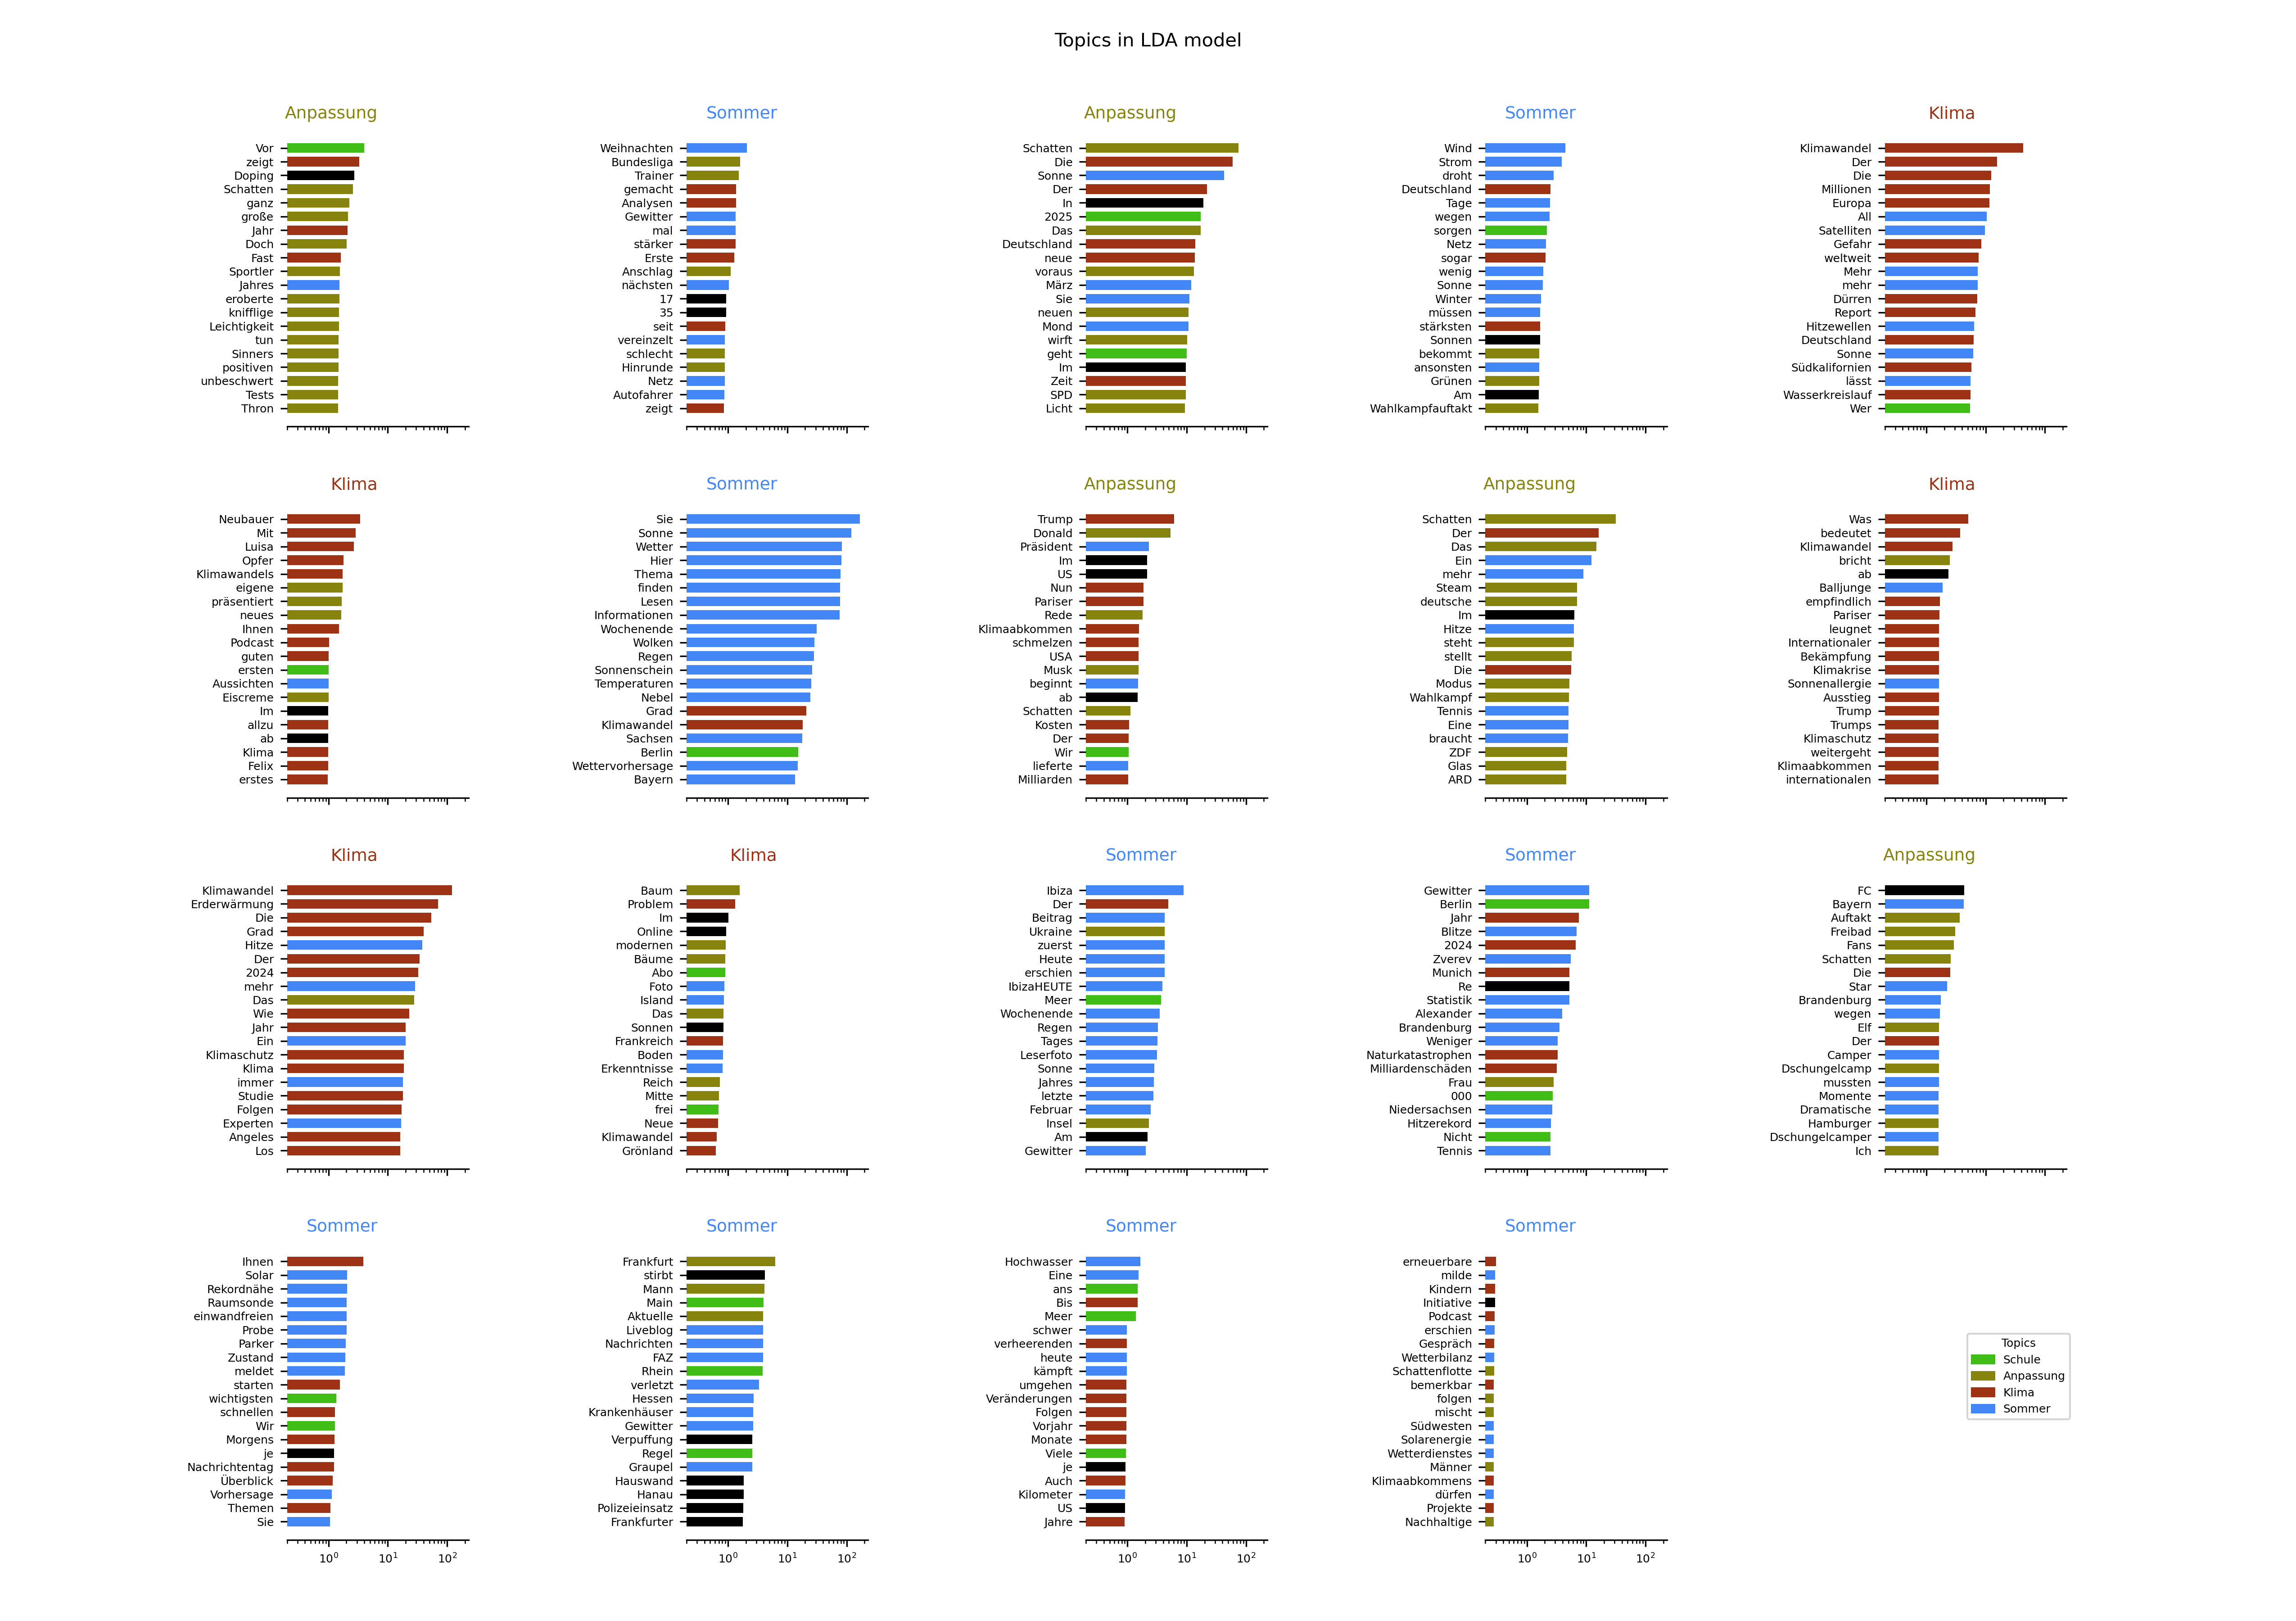 Topics in LDA model
Anpassung
Vor
zeigt
Doping
Schatten
ganz
große
Jahr
Doch
Fast
Sportler
Jahres
eroberte
knifflige
Leichtigkeit
tun
Sinners
positiven
unbeschwert
Tests
Thron
Sommer
Weihnachten
Bundesliga
Trainer
gemacht
Analysen
Gewitter
mal
stärker
Erste
Anschlag
nächsten
17
35
seit
vereinzelt
schlecht
Hinrunde
Netz
Autofahrer
zeigt
Anpassung
Schatten
Die
Sonne
Der
In
2025
Das
Deutschland
neue
voraus
März
Sie
neuen
Mond
wirft
geht
Im
Zeit
SPD
Licht
Sommer
Wind
Strom
droht
Deutschland
Tage
wegen
sorgen
Netz
sogar
wenig
Sonne
Winter
müssen
stärksten
Sonnen
bekommt
ansonsten
Grünen
Am
Wahlkampfauftakt
Klima
Klimawandel
Der
Die
Millionen
Europa
All
Satelliten
Gefahr
weltweit
Mehr
mehr
Dürren
Report
Hitzewellen
Deutschland
Sonne
Südkalifornien
lässt
Wasserkreislauf
Wer
Klima
Neubauer
Mit
Luisa
Opfer
Klimawandels
eigene
präsentiert
neues
Ihnen
Podcast
guten
ersten
Aussichten
Eiscreme
Im
allzu
ab
Klima
Felix
erstes
Sommer
Sie
Sonne
Wetter
Hier
Thema
finden
Lesen
Informationen
Wochenende
Wolken
Regen
Sonnenschein
Temperaturen
Nebel
Grad
Klimawandel
Sachsen
Berlin
Wettervorhersage
Bayern
Anpassung
Trump
Donald
Präsident
Im
US
Nun
Pariser
Rede
Klimaabkommen
schmelzen
USA
Musk
beginnt
ab
Schatten
Kosten
Der
Wir
lieferte
Milliarden
Anpassung
Schatten
Der
Das
Ein
mehr
Steam
deutsche
Im
Hitze
steht
stellt
Die
Modus
Wahlkampf
Tennis
Eine
braucht
ZDF
Glas
ARD
Klima
Was
bedeutet
Klimawandel
bricht
ab
Balljunge
empfindlich
Pariser
leugnet
Internationaler
Bekämpfung
Klimakrise
Sonnenallergie
Ausstieg
Trump
Trumps
Klimaschutz
weitergeht
Klimaabkommen
internationalen
Klima
Klimawandel
Erderwärmung
Die
Grad
Hitze
Der
2024
mehr
Das
Wie
Jahr
Ein
Klimaschutz
Klima
immer
Studie
Folgen
Experten
Angeles
Los
Klima
Baum
Problem
Im
Online
modernen
Bäume
Abo
Foto
Island
Das
Sonnen
Frankreich
Boden
Erkenntnisse
Reich
Mitte
frei
Neue
Klimawandel
Grönland
Sommer
Ibiza
Der
Beitrag
Ukraine
zuerst
Heute
erschien
IbizaHEUTE
Meer
Wochenende
Regen
Tages
Leserfoto
Sonne
Jahres
letzte
Februar
Insel
Am
Gewitter
Sommer
Gewitter
Berlin
Jahr
Blitze
2024
Zverev
Munich
Re
Statistik
Alexander
Brandenburg
Weniger
Naturkatastrophen
Milliardenschäden
Frau
000
Niedersachsen
Hitzerekord
Nicht
Tennis
Anpassung
FC
Bayern
Auftakt
Freibad
Fans
Schatten
Die
Star
Brandenburg
wegen
Elf
Der
Camper
Dschungelcamp
mussten
Momente
Dramatische
Hamburger
Dschungelcamper
Ich
Sommer
Ihnen
Solar
Rekordnähe
Raumsonde
einwandfreien
Probe
Parker
Zustand
meldet
starten
wichtigsten
schnellen
Wir
Morgens
je
Nachrichtentag
Überblick
Vorhersage
Themen
Sie
10⁰ 10¹ 10²
Sommer
Frankfurt
stirbt
Mann
Main
Aktuelle
Liveblog
Nachrichten
FAZ
Rhein
verletzt
Hessen
Krankenhäuser
Gewitter
Verpuffung
Regel
Graupel
Hauswand
Hanau
Polizeieinsatz
Frankfurter
10⁰ 10¹ 10²
Sommer
Hochwasser
Eine
ans
Bis
Meer
schwer
verheerenden
heute
kämpft
umgehen
Veränderungen
Folgen
Vorjahr
Monate
Viele
je
Auch
Kilometer
US
Jahre
10⁰ 10¹ 10²
Sommer
erneuerbare
milde
Kindern
Initiative
Podcast
erschien
Gespräch
Wetterbilanz
Schattenflotte
bemerkbar
folgen
mischt
Südwesten
Solarenergie
Wetterdienstes
Männer
Klimaabkommens
dürfen
Projekte
Nachhaltige
10⁰ 10¹ 10²
Topics
Schule
Anpassung
Klima
Sommer